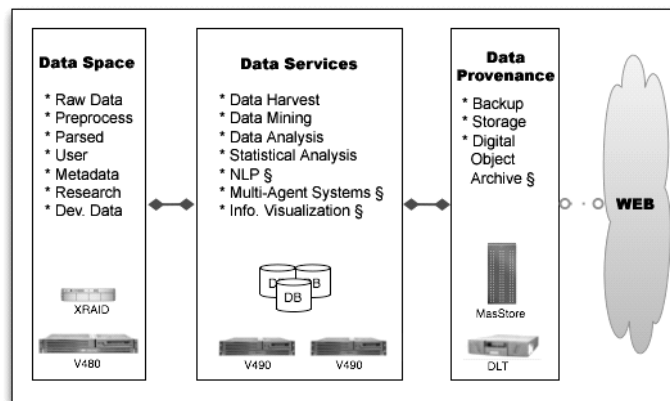 Data Space
* Raw Data
* Preprocess
* Parsed
* User
* Metadata
* Research
* Dev. Data
XRAID
V480
Data Services
* Data Harvest
* Data Mining
* Data Analysis
* Statistical Analysis
* NLP §
* Multi-Agent Systems §
* Info. Visualization §
DB
DB
DB
V490
V490
Data
Provenance
* Backup
* Storage
* Digital
Object
Archive §
MasStore
DLT
WEB